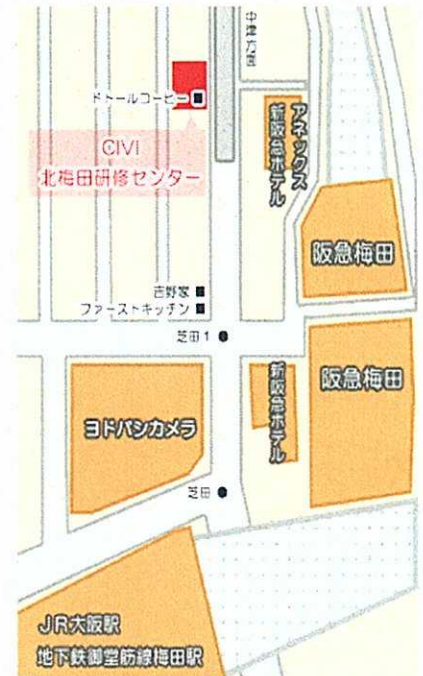 中津方面
ドトールコーヒー
CIVI
北梅田研修センター
アネックス
新阪急ホテル
阪急梅田
吉野家
ファーストキッチン
芝田1
ヨドバシカメラ
新阪急ホテル
阪急梅田
芝田
JR大阪駅
地下鉄御堂筋線梅田駅